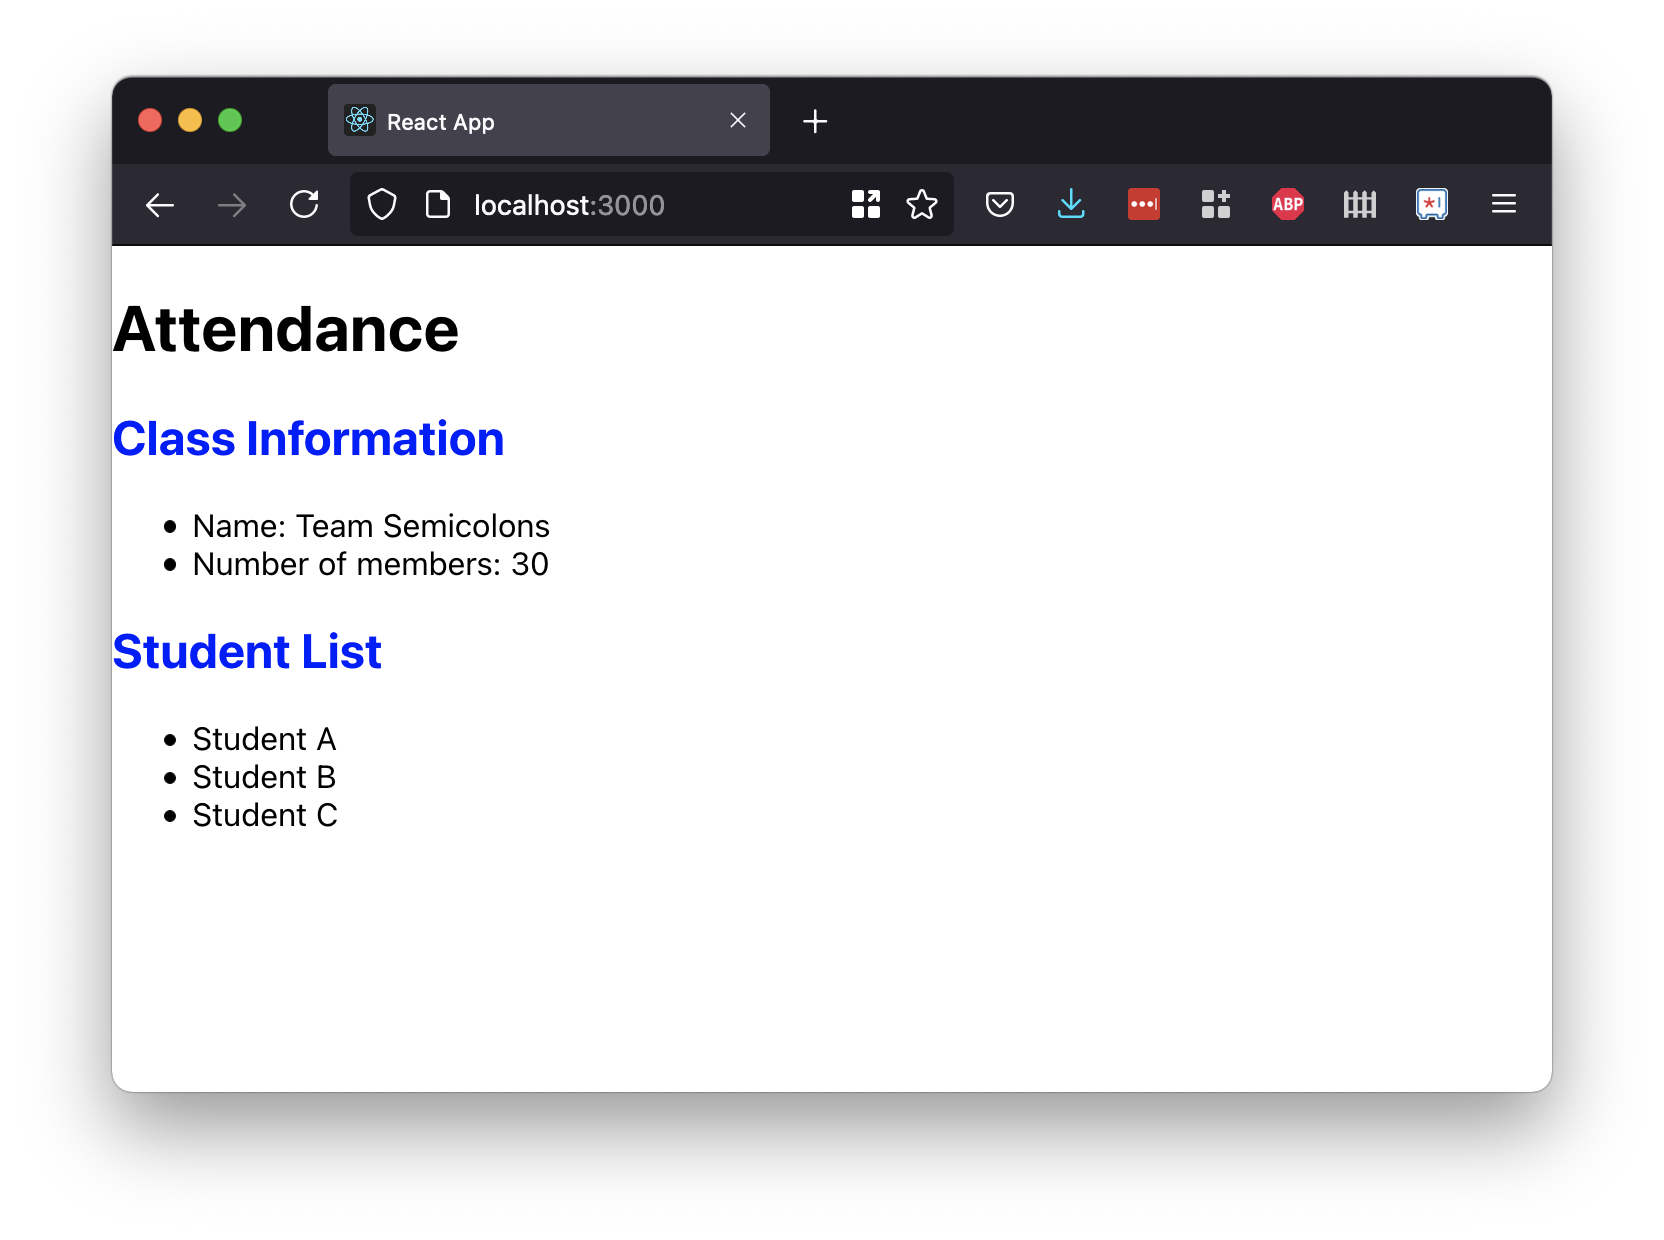 React App
localhost:3000
ABP
Attendance
Class Information
Name: Team Semicolons
Number of members: 30
Student List
Student A
Student B
Student C